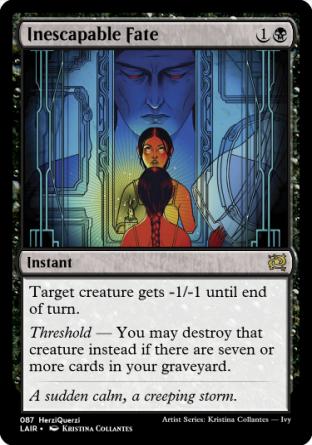 Inescapable Fate 1
Instant
Target creature gets -1/-1 until end
of turn.
Threshold — You may destroy that
creature instead if there are seven or
more cards in your graveyard.
A sudden calm, a creeping storm.
087 HerziQuerzi Artist Series: Kristina Collantes — Ivy
LAIR • Kristina Collantes